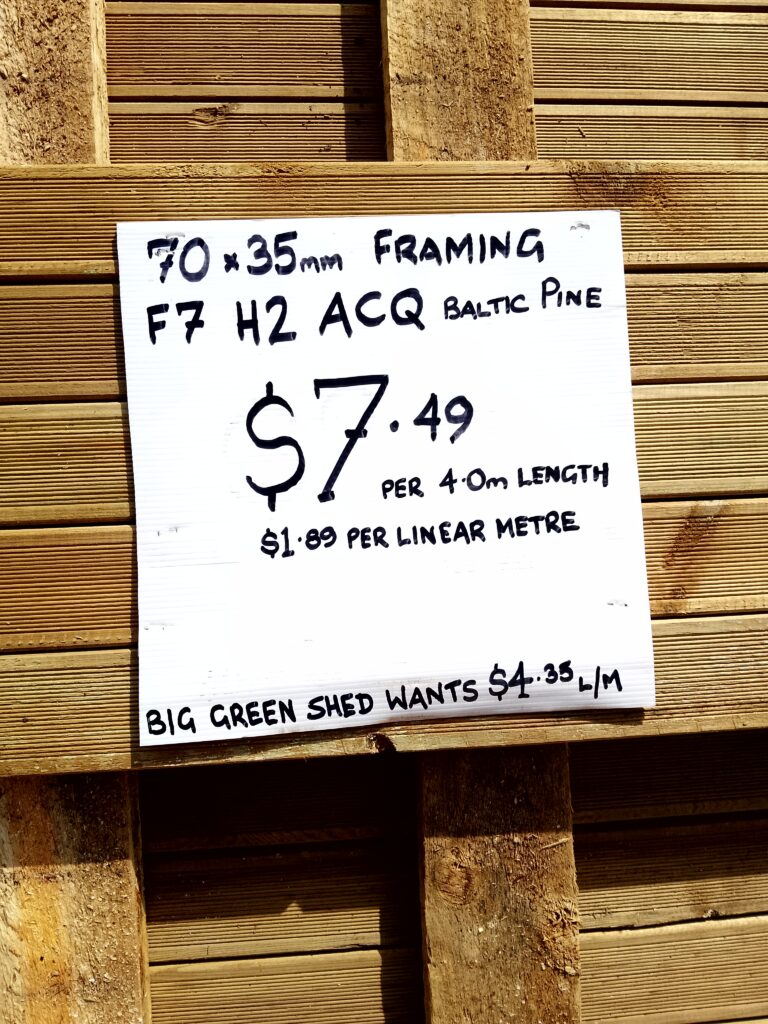 70 x 35mm FRAMING
F7 H2 ACQ BALTIC PINE
$7.49
PER 4.0m LENGTH
$1.89 PER LINEAR METRE
BIG GREEN SHED WANTS $4.35 L/M